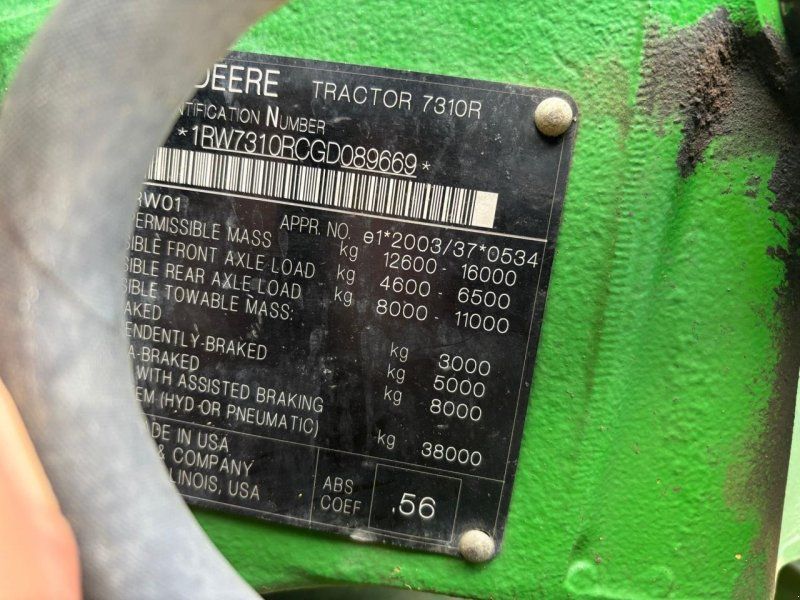 DEERE TRACTOR 7310R
NTIFICATION NUMBER
*1RW7310RCGD089669*
RW01
APPR. NO. e1*2003/37*0534
PERMISSIBLE MASS kg 12600 - 16000
SIBLE FRONT AXLE LOAD kg 4600 - 6500
SIBLE REAR AXLE LOAD kg 8000 - 11000
SIBLE TOWABLE MASS:
AKED kg 3000
ENDENTLY-BRAKED kg 5000
A-BRAKED kg 8000
WITH ASSISTED BRAKING
EM (HYD OR PNEUMATIC) kg 38000
ADE IN USA
& COMPANY
LINOIS, USA
ABS
COEF .56